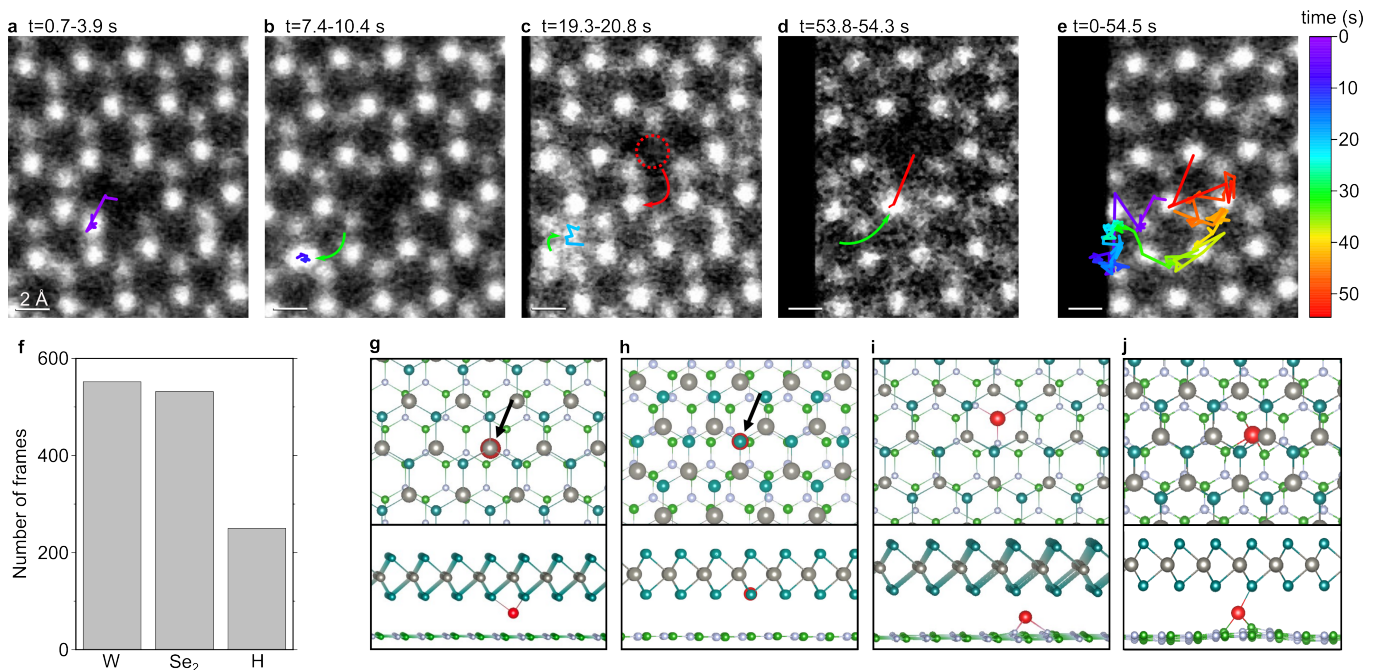 a t=0.7-3.9 s
b t=7.4-10.4 s
c t=19.3-20.8 s
d t=53.8-54.3 s
e t=0-54.5 s
time (s)
0
10
20
30
40
50
2 Å
f
g
h
i
j
Number of frames
600
400
200
0
W
Se₂
H